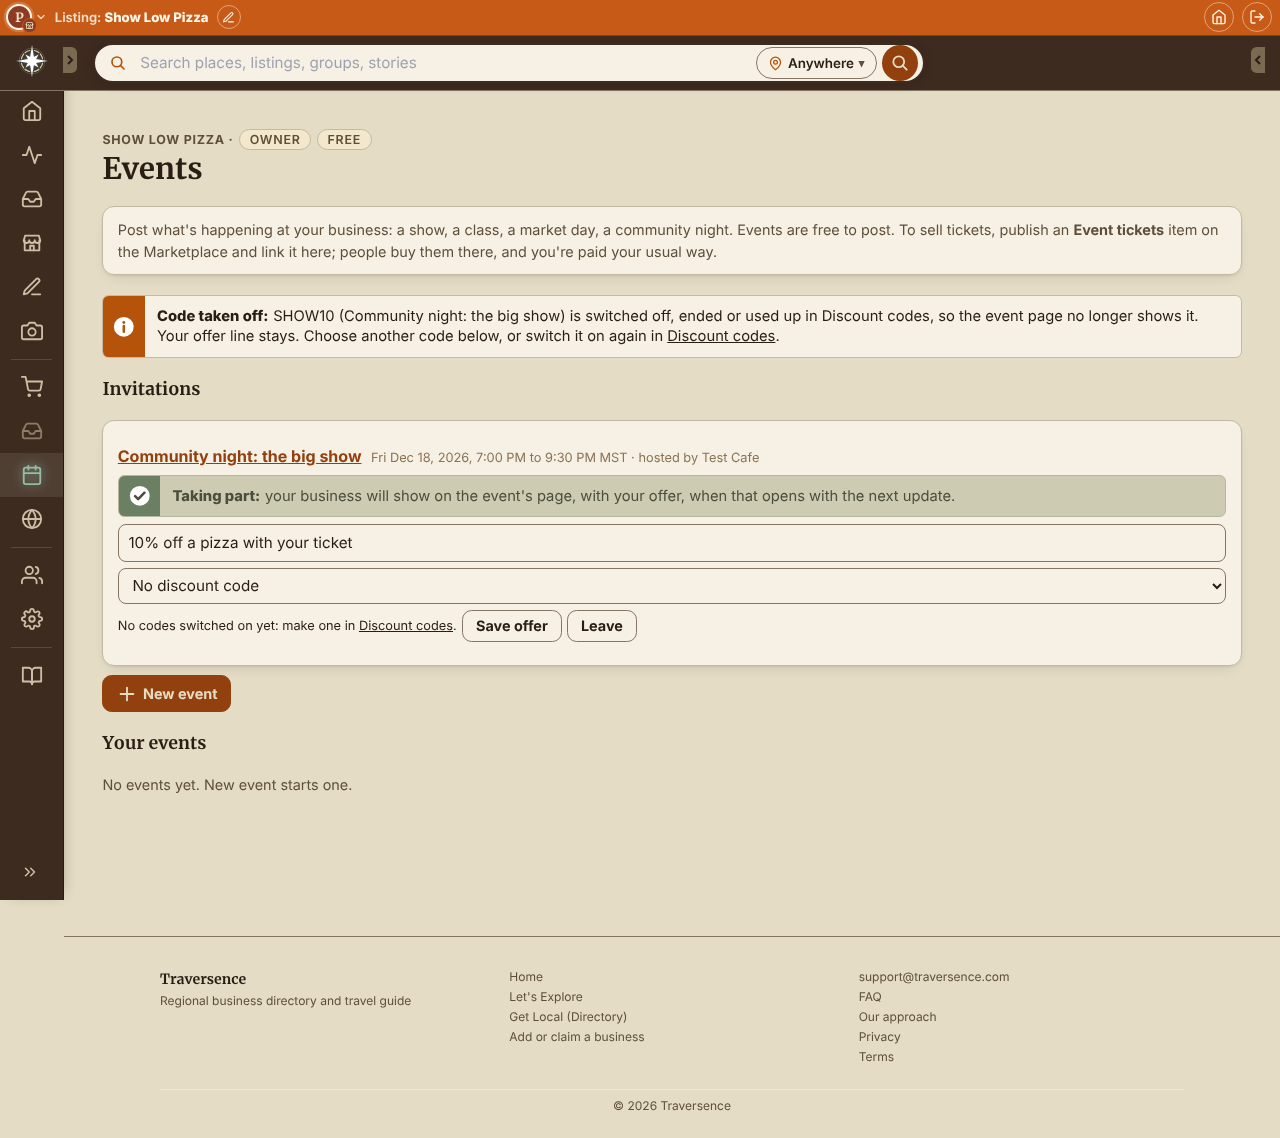 P
Listing: Show Low Pizza
Search places, listings, groups, stories
Anywhere ▾
SHOW LOW PIZZA · OWNER FREE
Events
Post what's happening at your business: a show, a class, a market day, a community night. Events are free to post. To sell tickets, publish an Event tickets item on
the Marketplace and link it here; people buy them there, and you're paid your usual way.
Code taken off: SHOW10 (Community night: the big show) is switched off, ended or used up in Discount codes, so the event page no longer shows it.
Your offer line stays. Choose another code below, or switch it on again in Discount codes.
Invitations
Community night: the big show Fri Dec 18, 2026, 7:00 PM to 9:30 PM MST · hosted by Test Cafe
Taking part: your business will show on the event's page, with your offer, when that opens with the next update.
10% off a pizza with your ticket
No discount code
No codes switched on yet: make one in Discount codes. Save offer Leave
New event
Your events
No events yet. New event starts one.
Traversence
Regional business directory and travel guide
Home
Let's Explore
Get Local (Directory)
Add or claim a business
support@traversence.com
FAQ
Our approach
Privacy
Terms
© 2026 Traversence